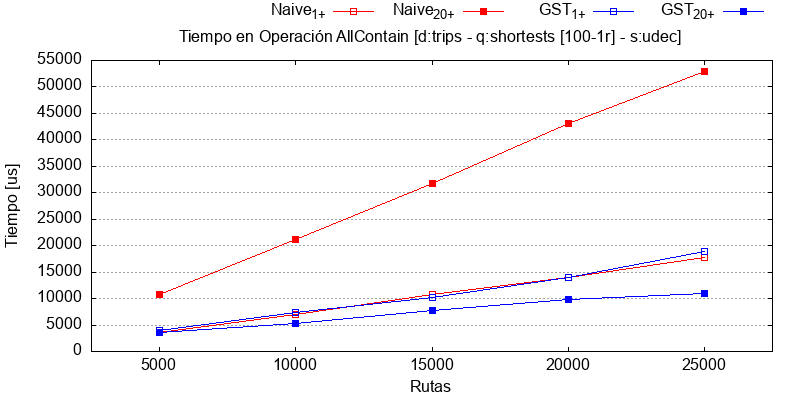 Naive1+ Naive20+ GST1+ GST20+
Tiempo en Operación AllContain [d:trips - q:shortests [100-1r] - s:udec]
55000
50000
45000
40000
35000
30000
25000
20000
15000
10000
5000
0
Tiempo [us]
5000 10000 15000 20000 25000
Rutas